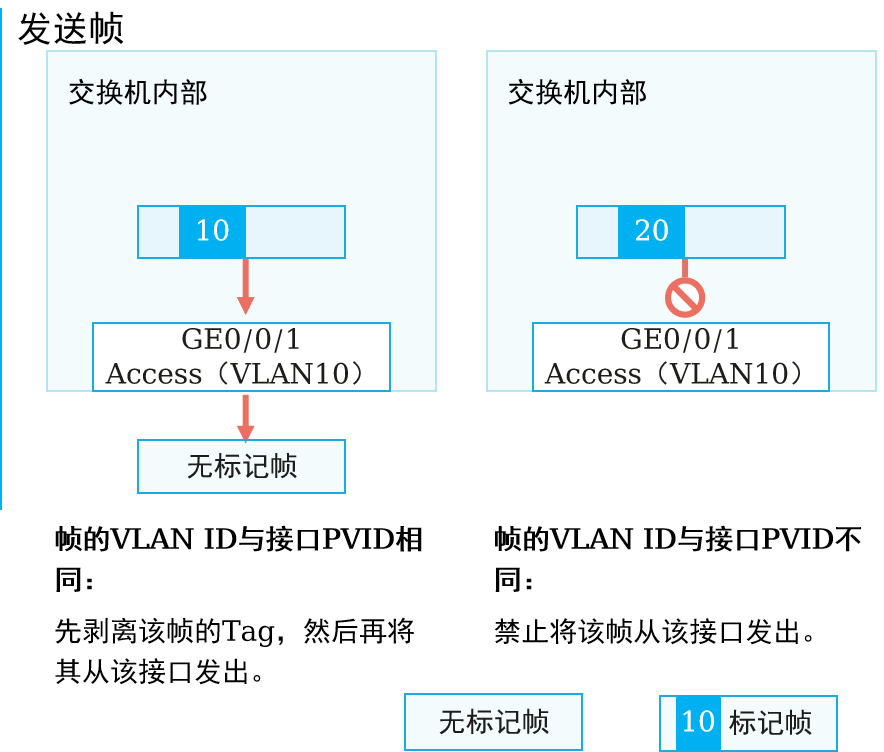 发送帧
交换机内部
10
GE0/0/1
Access（VLAN10）
无标记帧
帧的VLAN ID与接口PVID相
同：
先剥离该帧的Tag，然后再将
其从该接口发出。
交换机内部
20
GE0/0/1
Access（VLAN10）
帧的VLAN ID与接口PVID不
同：
禁止将该帧从该接口发出。
无标记帧
10 标记帧